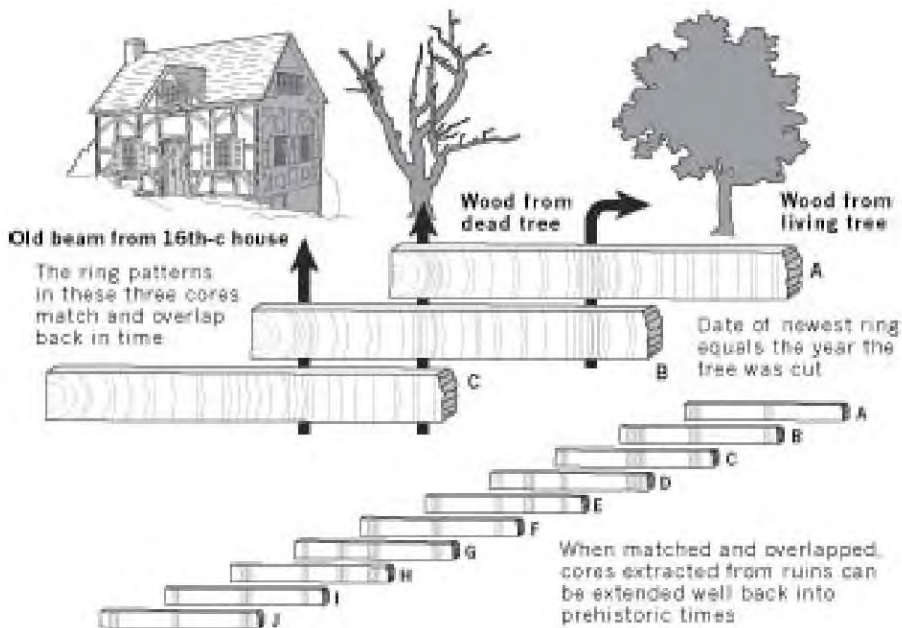 Wood from
dead tree
Wood from
living tree
Old beam from 16th-c house
The ring patterns
in these three cores
match and overlap
back in time
A
Date of newest ring
equals the year the
tree was cut
B
C
A
B
C
D
E
F
G
H
I
J
When matched and overlapped,
cores extracted from ruins can
be extended well back into
prehistoric times